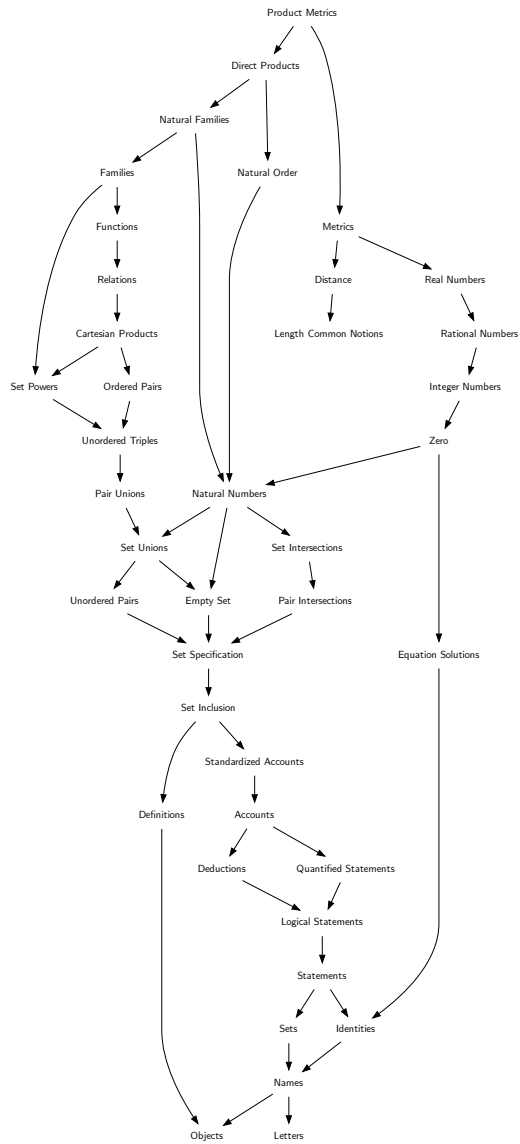 Product Metrics
Direct Products
Natural Families
Families
Natural Order
Functions
Metrics
Relations
Distance
Real Numbers
Cartesian Products
Length Common Notions
Rational Numbers
Set Powers
Ordered Pairs
Integer Numbers
Unordered Triples
Zero
Pair Unions
Natural Numbers
Set Unions
Set Intersections
Unordered Pairs
Empty Set
Pair Intersections
Set Specification
Equation Solutions
Set Inclusion
Standardized Accounts
Definitions
Accounts
Deductions
Quantified Statements
Logical Statements
Statements
Sets
Identities
Names
Objects
Letters